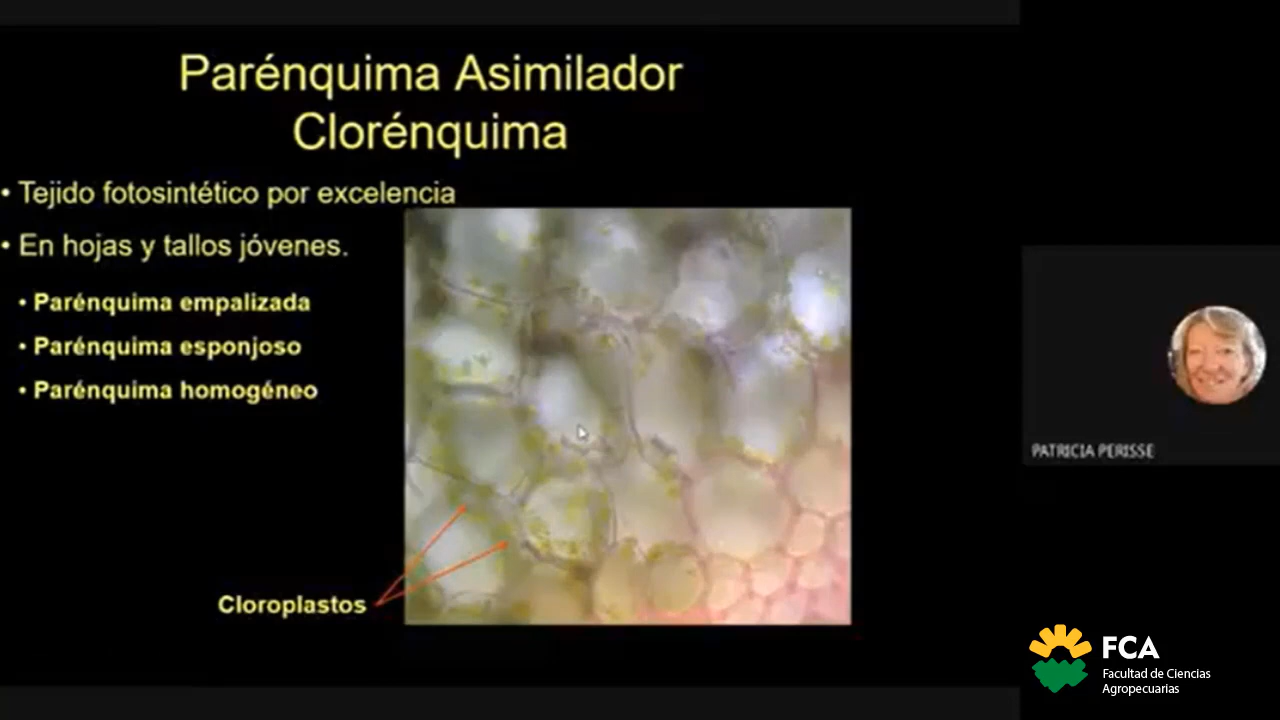 Parénquima Asimilador
Clorénquima
• Tejido fotosintético por excelencia
• En hojas y tallos jóvenes.
• Parénquima empalizada
• Parénquima esponjoso
• Parénquima homogéneo
Cloroplastos
PATRICIA PERISSE
FCA
Facultad de Ciencias
Agropecuarias